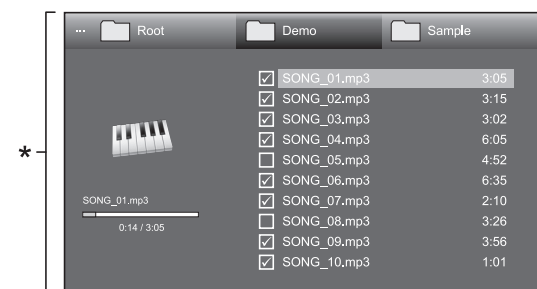 ... Root Demo Sample
SONG_01.mp3 3:05
SONG_02.mp3 3:15
SONG_03.mp3 3:02
SONG_04.mp3 6:05
SONG_05.mp3 4:52
SONG_06.mp3 6:35
SONG_07.mp3 2:10
SONG_08.mp3 3:26
SONG_09.mp3 3:56
SONG_10.mp3 1:01
SONG_01.mp3
0:14 / 3:05
*